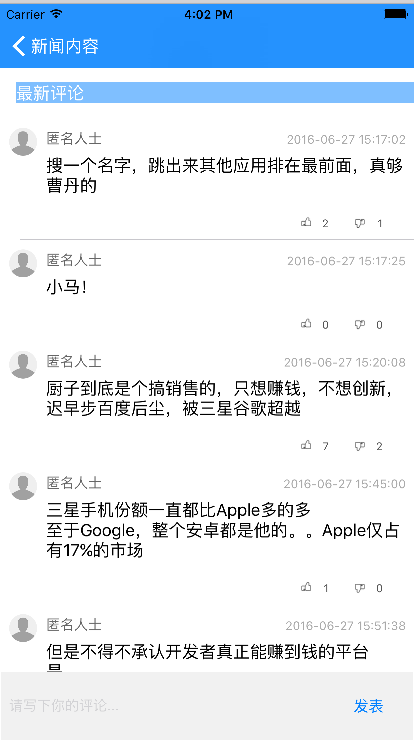 Carrier 4:02 PM
新闻内容
最新评论
匿名人士 2016-06-27 15:17:02
搜一个名字，跳出来其他应用排在最前面，真够
曹丹的
2 1
匿名人士 2016-06-27 15:17:25
小马！
0 0
匿名人士 2016-06-27 15:20:08
厨子到底是个搞销售的，只想赚钱，不想创新，
迟早步百度后尘，被三星谷歌超越
7 2
匿名人士 2016-06-27 15:45:00
三星手机份额一直都比Apple多的多
至于Google，整个安卓都是他的。。Apple仅占
有17%的市场
1 0
匿名人士 2016-06-27 15:51:38
但是不得不承认开发者真正能赚到钱的平台
是
请写下你的评论... 发表